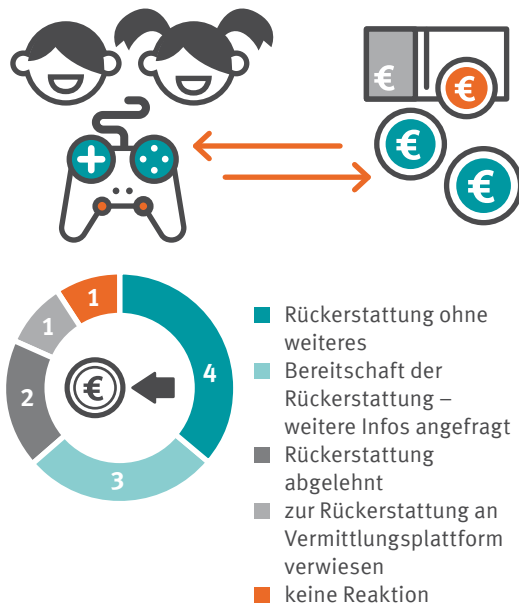 €
€
€
€
1
1
4
2
3
€
Rückerstattung ohne
weiteres
Bereitschaft der
Rückerstattung –
weitere Infos angefragt
Rückerstattung
abgelehnt
zur Rückerstattung an
Vermittlungsplattform
verwiesen
keine Reaktion